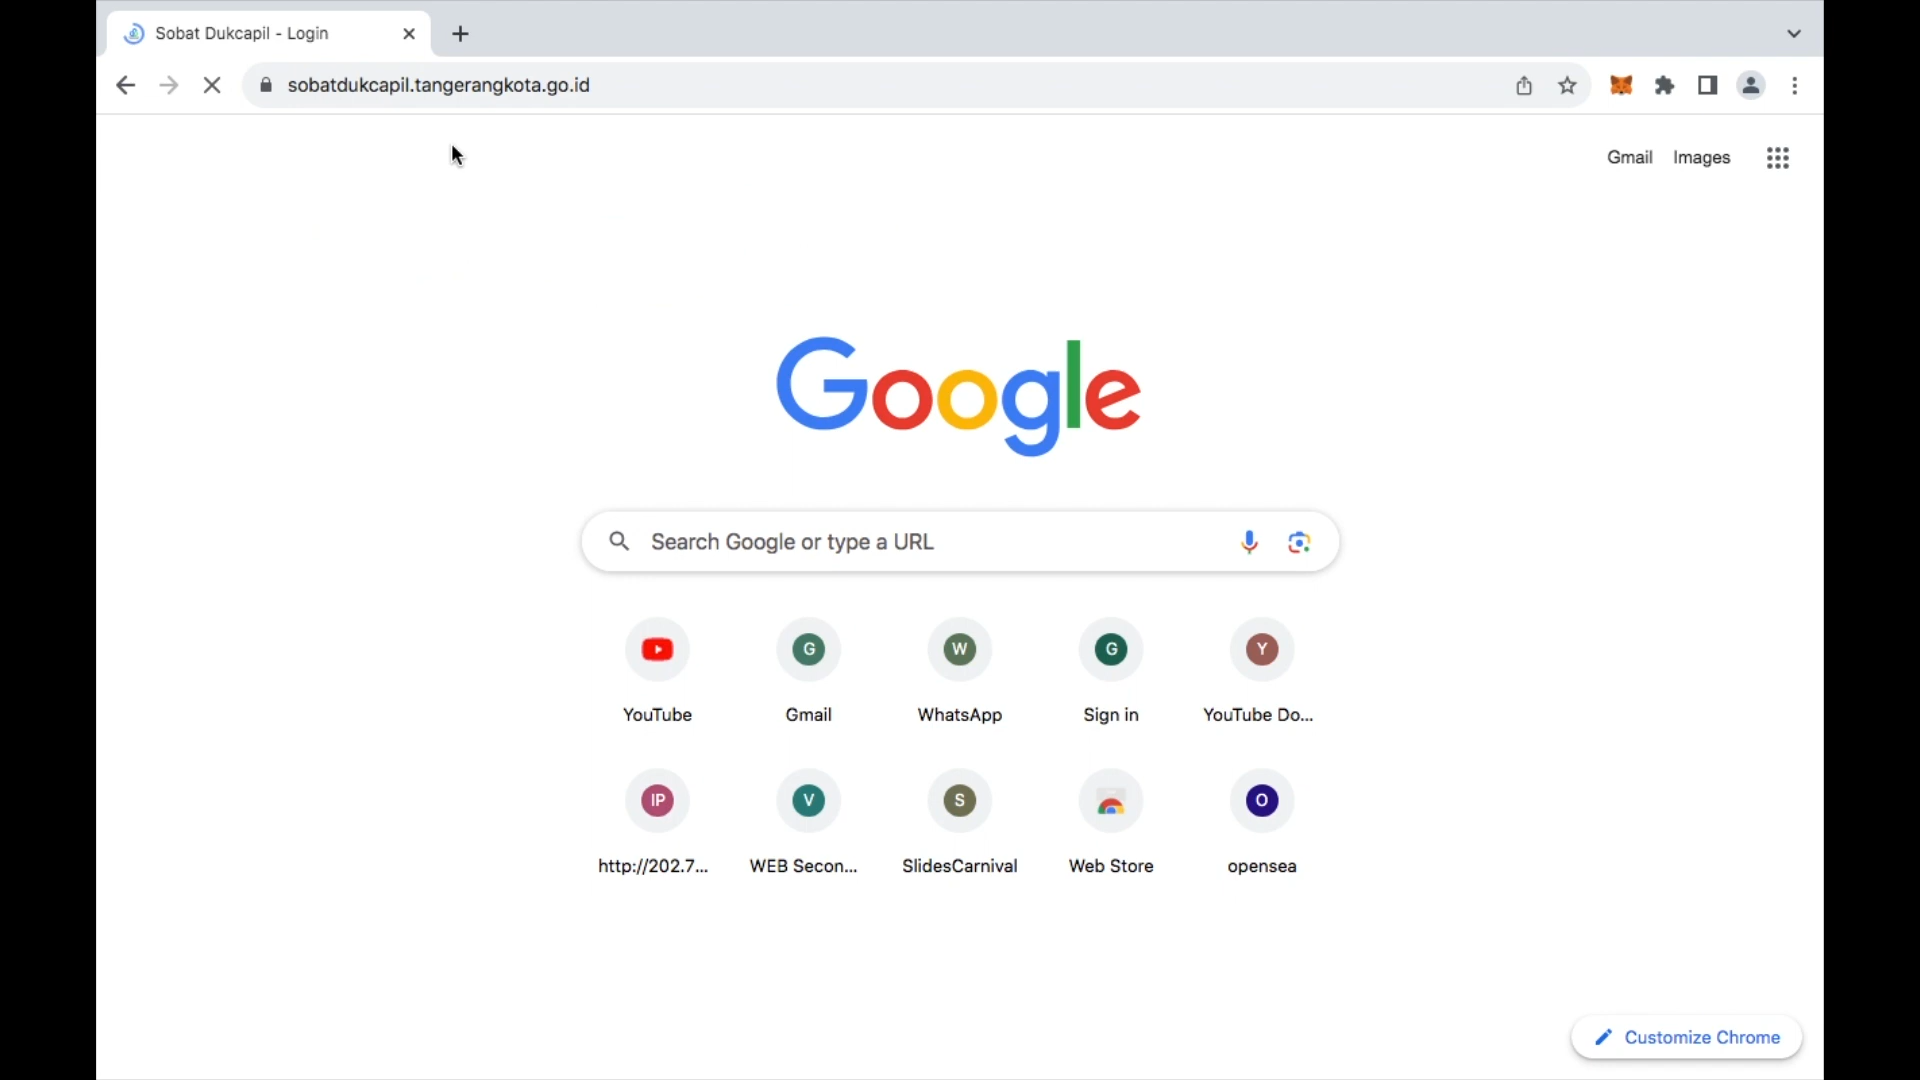 Sobat Dukcapil - Login
sobatdukcapil.tangerangkota.go.id
Gmail Images
Google
Search Google or type a URL
G W G Y
YouTube Gmail WhatsApp Sign in YouTube Do...
IP V S O
http://202.7... WEB Secon... SlidesCarnival Web Store opensea
Customize Chrome